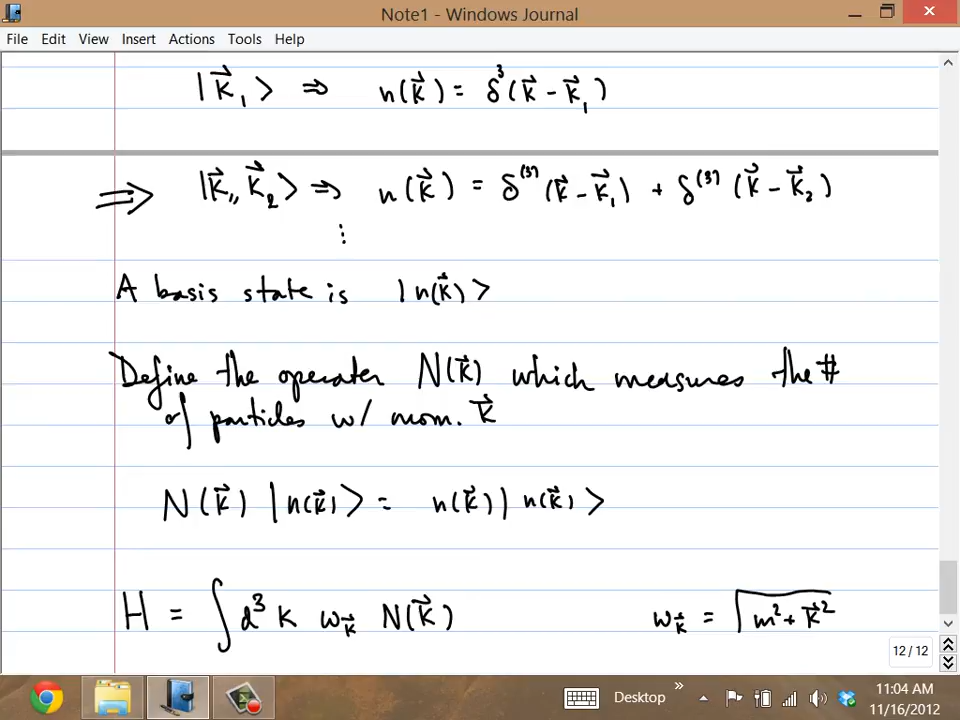 Note1 - Windows Journal
File Edit View Insert Actions Tools Help
|k⃗₁> ⇒ n(k⃗) = δ³(k⃗ - k⃗₁)
⇒ |k⃗₁, k⃗₂> ⇒ n(k⃗) = δ⁽³⁾(k⃗ - k⃗₁) + δ⁽³⁾(k⃗ - k⃗₂)
⋮
A basis state is |n(k⃗)>
Define the operator N(k⃗) which measures the #
of particles w/ mom. k⃗
N(k⃗) |n(k⃗)> = n(k⃗) |n(k⃗)>
H = ∫ d³k ω_k⃗ N(k⃗) ω_k⃗ = √(m² + k⃗²)
12 / 12
Desktop
»
11:04 AM
11/16/2012